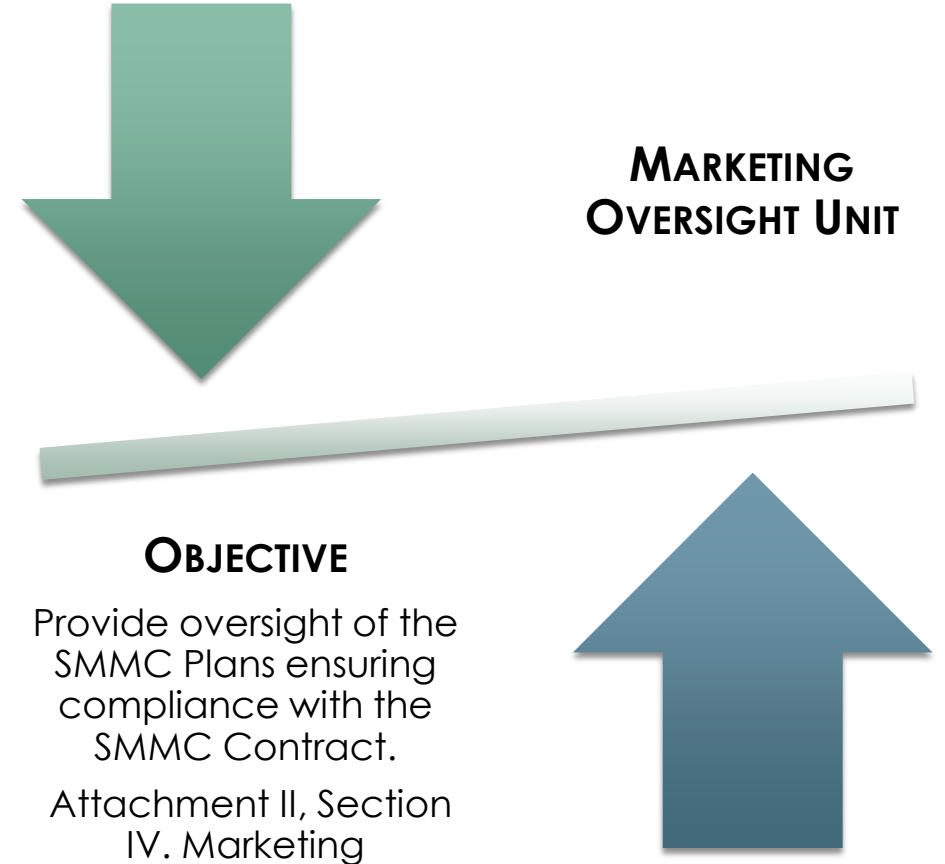 MARKETING
OVERSIGHT UNIT
OBJECTIVE
Provide oversight of the
SMMC Plans ensuring
compliance with the
SMMC Contract.
Attachment II, Section
IV. Marketing